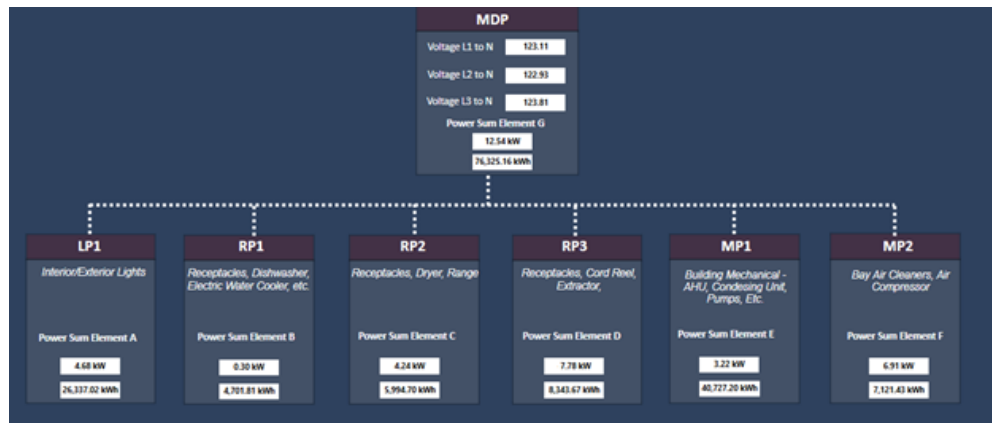 MDP
Voltage L1 to N 123.11
Voltage L2 to N 122.93
Voltage L3 to N 123.81
Power Sum Element G
12.54 kW
76,325.16 kWh
LP1
Interior/Exterior Lights
Power Sum Element A
4.68 kW
26,337.02 kWh
RP1
Receptacles, Dishwasher,
Electric Water Cooler, etc.
Power Sum Element B
0.30 kW
4,701.81 kWh
RP2
Receptacles, Dryer, Range
Power Sum Element C
4.24 kW
5,994.70 kWh
RP3
Receptacles, Cord Reel,
Extractor,
Power Sum Element D
7.78 kW
8,343.67 kWh
MP1
Building Mechanical -
AHU, Condesing Unit,
Pumps, Etc.
Power Sum Element E
3.22 kW
40,727.20 kWh
MP2
Bay Air Cleaners, Air
Compressor
Power Sum Element F
6.91 kW
7,121.43 kWh